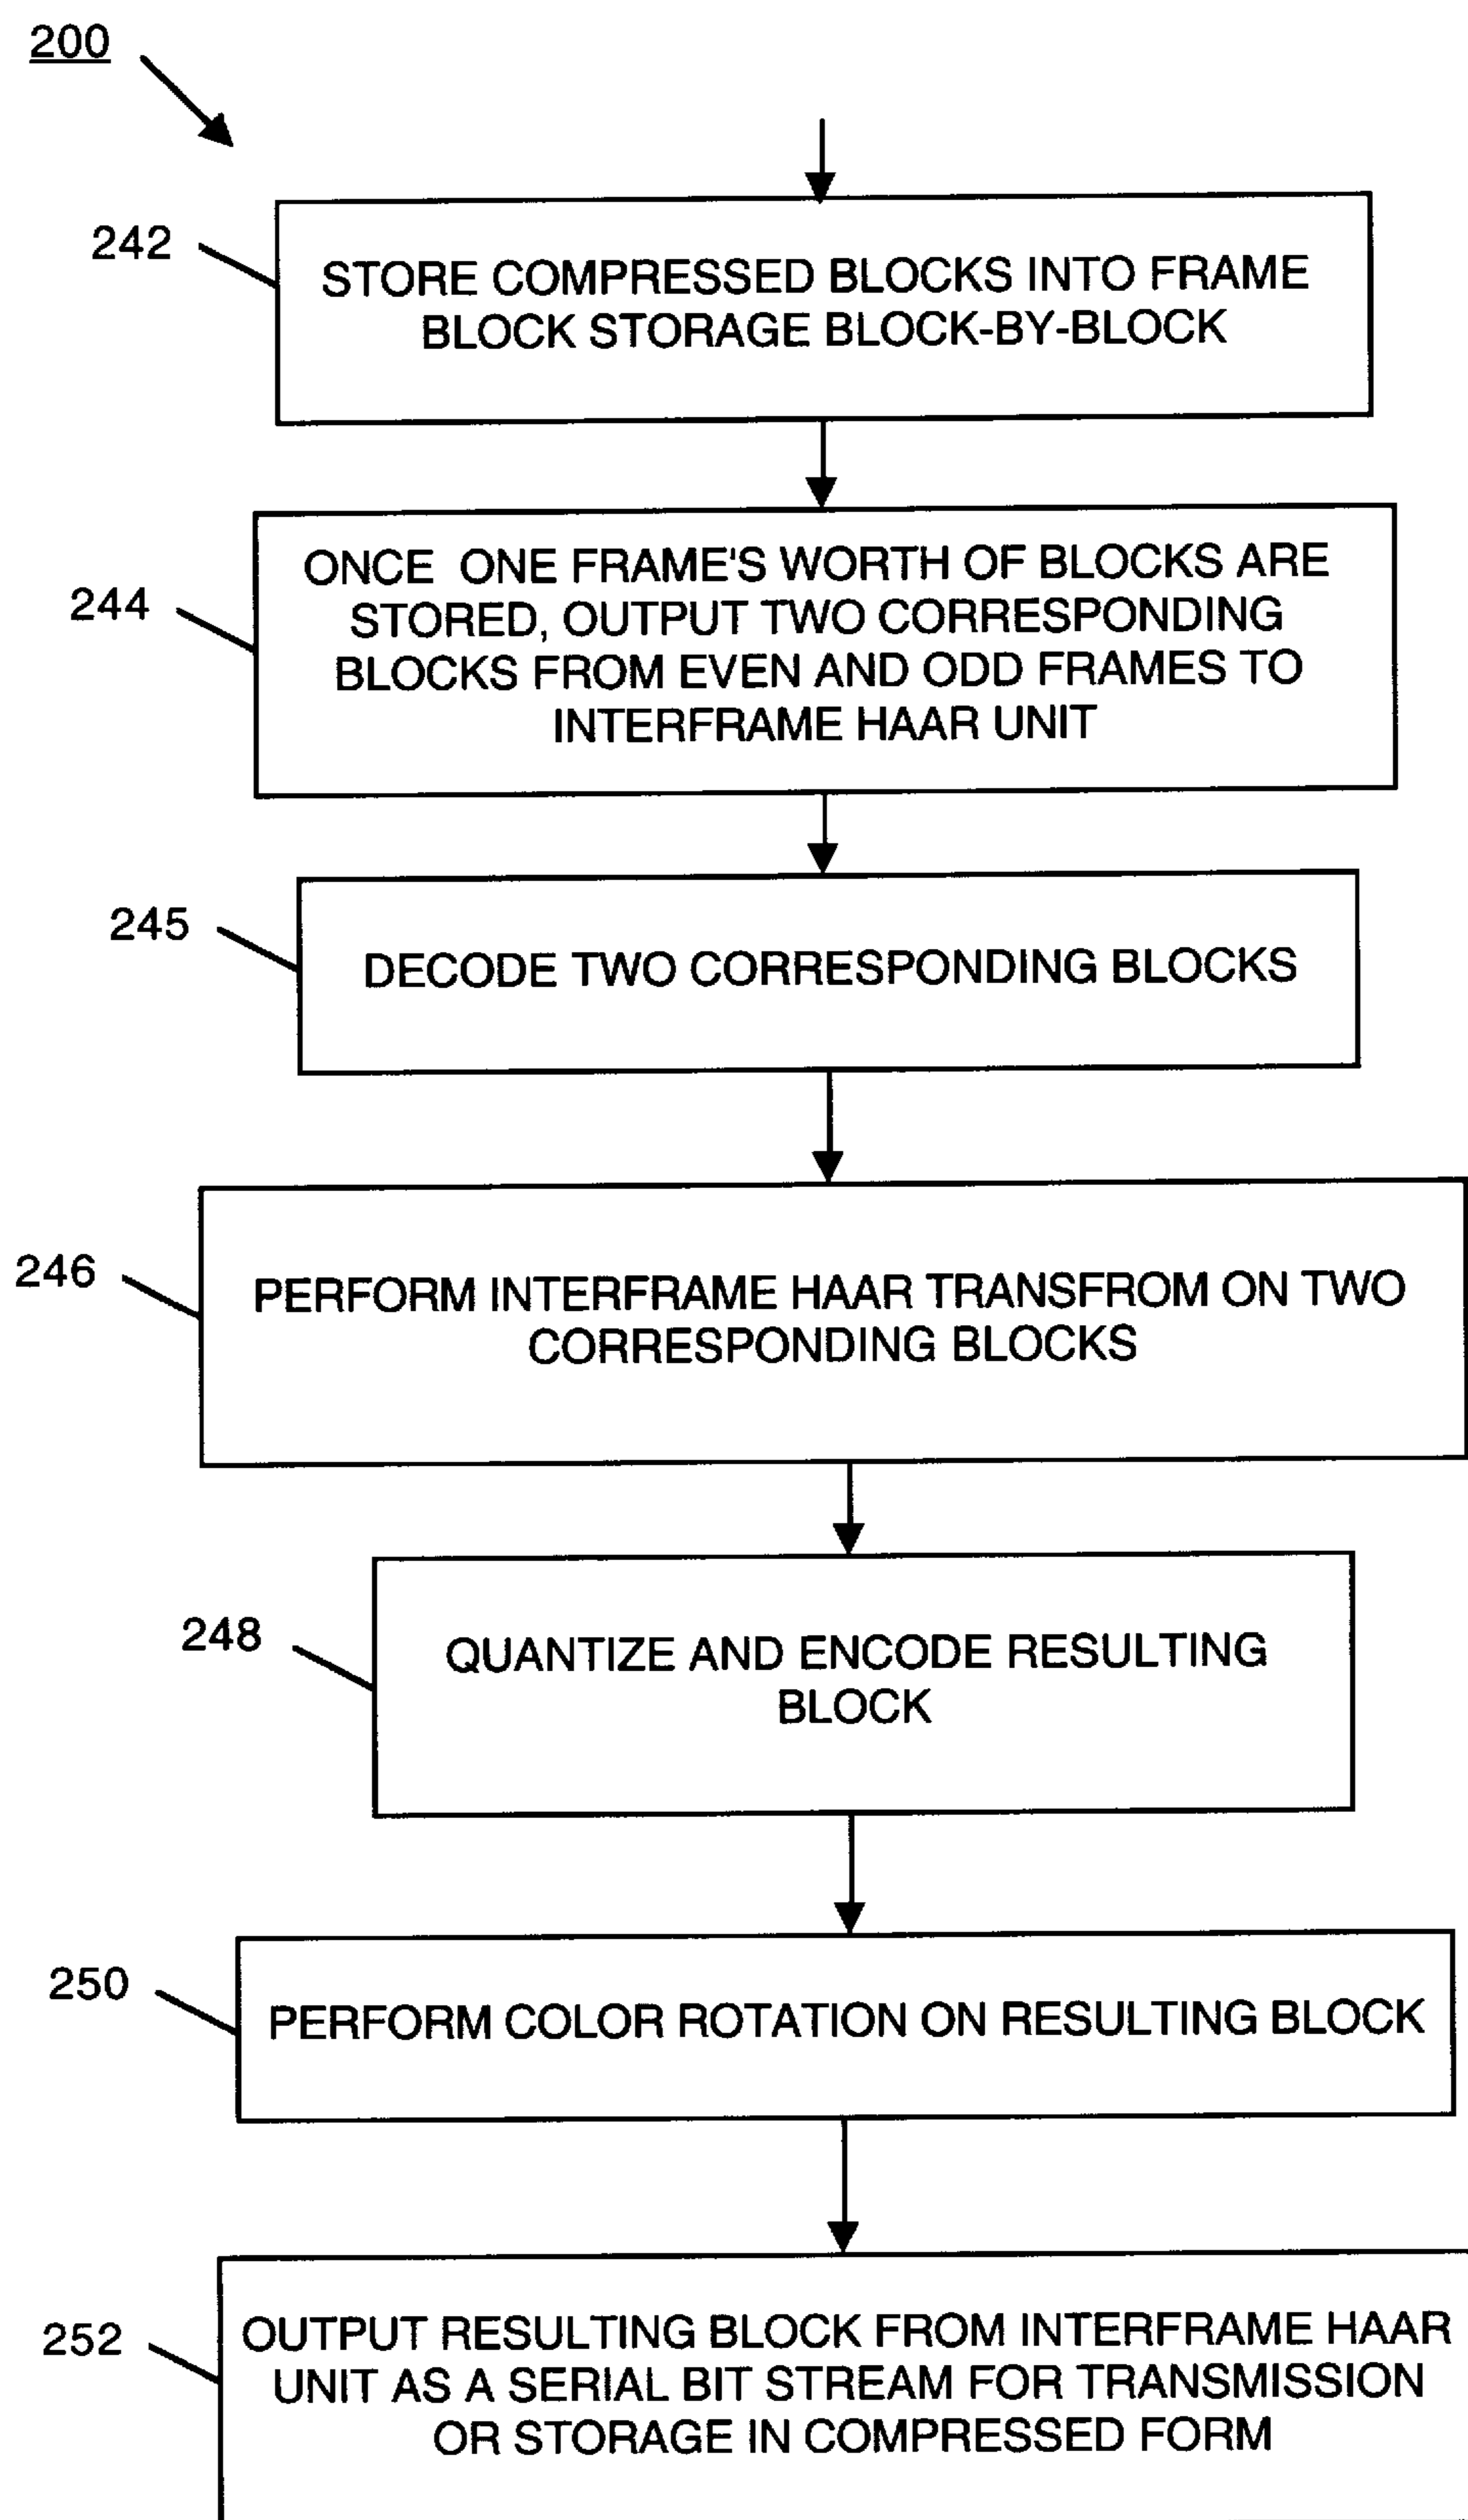 200
242
STORE COMPRESSED BLOCKS INTO FRAME
BLOCK STORAGE BLOCK-BY-BLOCK
244
ONCE ONE FRAME'S WORTH OF BLOCKS ARE
STORED, OUTPUT TWO CORRESPONDING
BLOCKS FROM EVEN AND ODD FRAMES TO
INTERFRAME HAAR UNIT
245
DECODE TWO CORRESPONDING BLOCKS
246
PERFORM INTERFRAME HAAR TRANSFROM ON TWO
CORRESPONDING BLOCKS
248
QUANTIZE AND ENCODE RESULTING
BLOCK
250
PERFORM COLOR ROTATION ON RESULTING BLOCK
252
OUTPUT RESULTING BLOCK FROM INTERFRAME HAAR
UNIT AS A SERIAL BIT STREAM FOR TRANSMISSION
OR STORAGE IN COMPRESSED FORM